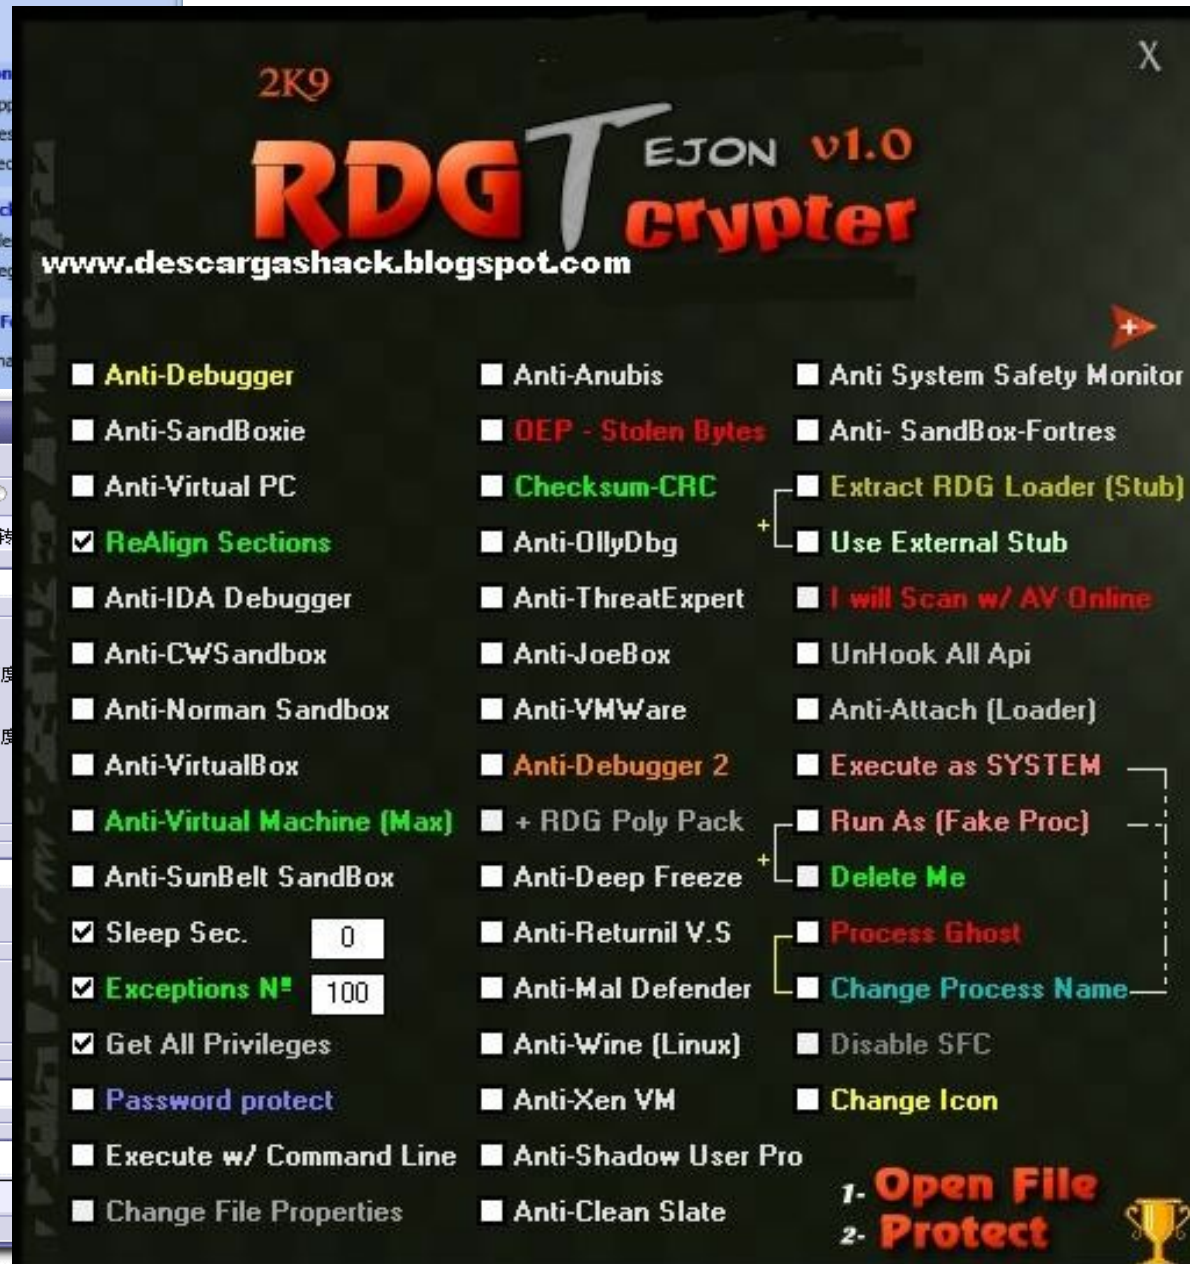 2K9
X
RDG TEJON v1.0
crypter
www.descargashack.blogspot.com
+
Anti-Debugger
Anti-SandBoxie
Anti-Virtual PC
ReAlign Sections
Anti-IDA Debugger
Anti-CWSandbox
Anti-Norman Sandbox
Anti-VirtualBox
Anti-Virtual Machine (Max)
Anti-SunBelt SandBox
Sleep Sec. 0
Exceptions Nº 100
Get All Privileges
Password protect
Execute w/ Command Line
Change File Properties
Anti-Anubis
OEP - Stolen Bytes
Checksum-CRC
Anti-OllyDbg
Anti-ThreatExpert
Anti-JoeBox
Anti-VMWare
Anti-Debugger 2
+ RDG Poly Pack
Anti-Deep Freeze
Anti-Returnil V.S
Anti-Mal Defender
Anti-Wine (Linux)
Anti-Xen VM
Anti-Shadow User Pro
Anti-Clean Slate
Anti System Safety Monitor
Anti- SandBox-Fortres
+
Extract RDG Loader (Stub)
Use External Stub
I will Scan w/ AV Online
UnHook All Api
Anti-Attach (Loader)
Execute as SYSTEM
+
Run As (Fake Proc)
Delete Me
Process Ghost
Change Process Name
Disable SFC
Change Icon
1- Open File
2- Protect